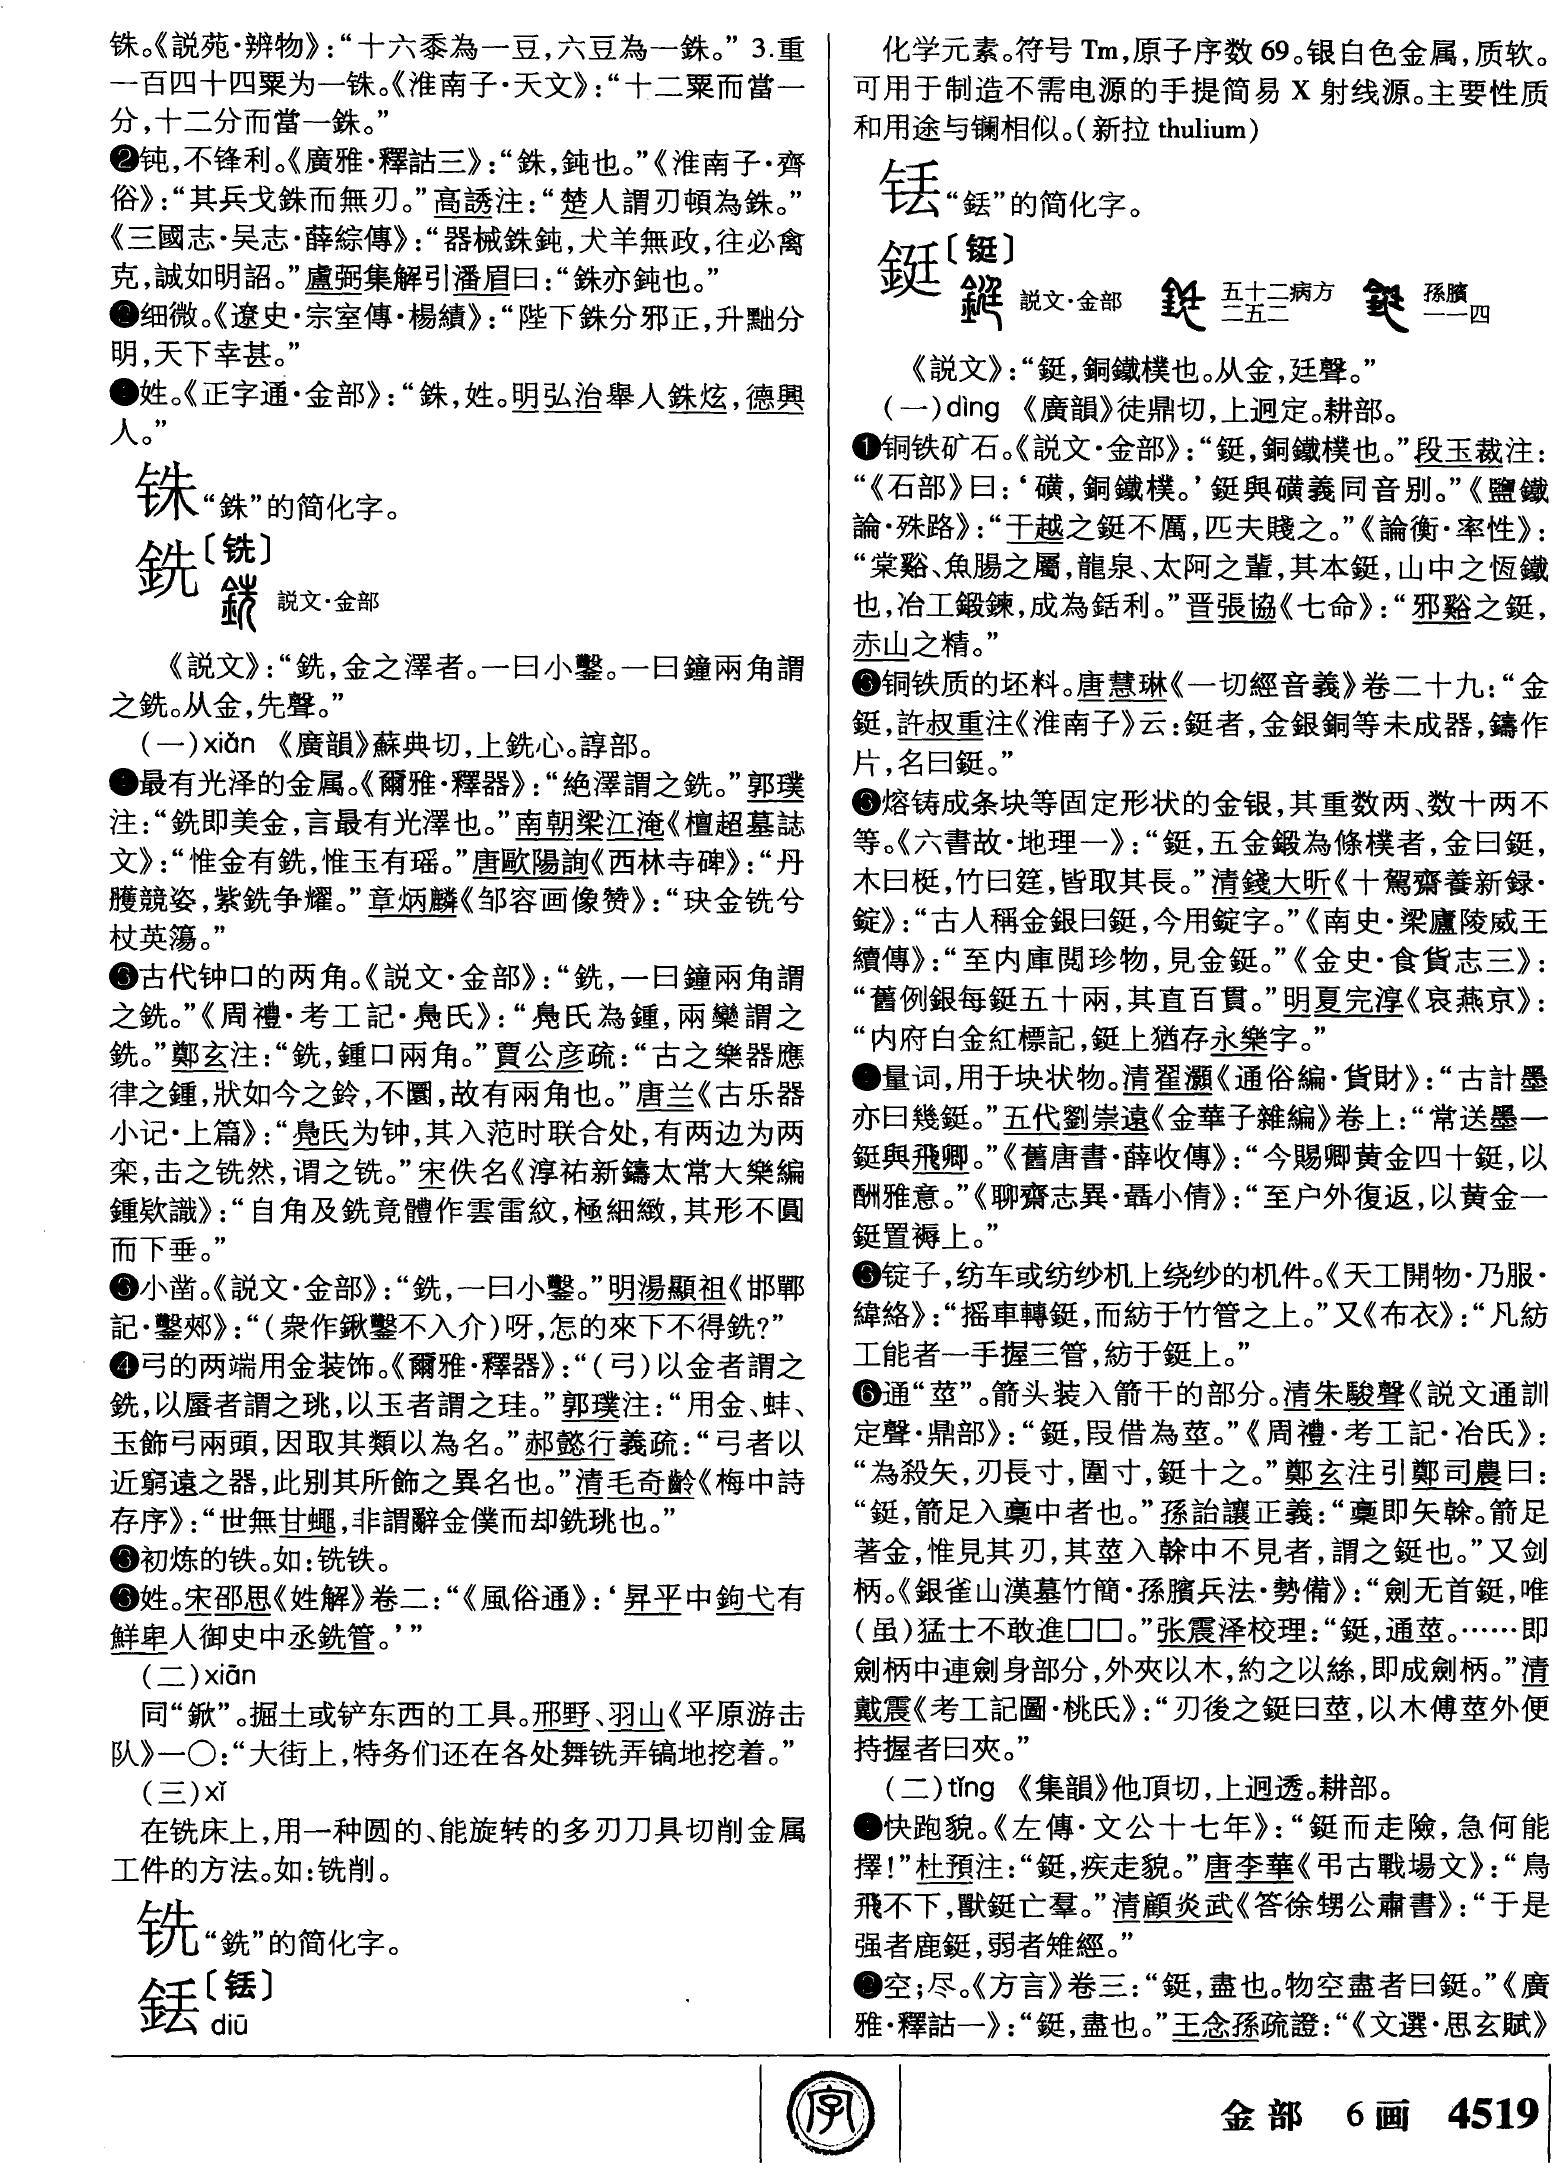 铢。《説苑·辨物》：“十六黍為一豆，六豆為一銖。” 3.重
一百四十四粟为一铢。《淮南子·天文》：“十二粟而當一
分，十二分而當一銖。”
❷钝，不锋利。《廣雅·釋詁三》：“銖，鈍也。”《淮南子·齊
俗》：“其兵戈銖而無刃。”高誘注：“楚人謂刃頓為銖。”
《三國志·吴志·薛綜傳》：“器械銖鈍，犬羊無政，往必禽
克，誠如明詔。”盧弼集解引潘眉曰：“銖亦鈍也。”
细微。《遼史·宗室傳·楊績》：“陛下銖分邪正，升黜分
明，天下幸甚。”
姓。《正字通·金部》：“銖，姓。明弘治舉人銖炫，德興
人。”
铢“銖”的简化字。
銑〔铣〕
説文·金部
《説文》：“銑，金之澤者。一曰小鑿。一曰鐘兩角謂
之銑。从金，先聲。”
（一）xiǎn 《廣韻》蘇典切，上銑心。諄部。
最有光泽的金属。《爾雅·釋器》：“絶澤謂之銑。”郭璞
注：“銑即美金，言最有光澤也。”南朝梁江淹《檀超墓誌
文》：“惟金有銑，惟玉有瑶。”唐歐陽詢《西林寺碑》：“丹
雘競姿，紫銑争耀。”章炳麟《邹容画像赞》：“玦金铣兮
杖英簜。”
古代钟口的两角。《説文·金部》：“銑，一曰鐘兩角謂
之銑。”《周禮·考工記·鳧氏》：“鳧氏為鍾，兩欒謂之
銑。”鄭玄注：“銑，鍾口兩角。”賈公彦疏：“古之樂器應
律之鍾，狀如今之鈴，不圜，故有兩角也。”唐兰《古乐器
小记·上篇》：“鳧氏为钟，其入范时联合处，有两边为两
栾，击之铣然，谓之铣。”宋佚名《淳祐新鑄太常大樂編
鍾欵識》：“自角及銑竟體作雲雷紋，極細緻，其形不圓
而下垂。”
❸小凿。《説文·金部》：“銑，一曰小鑿。”明湯顯祖《邯鄲
記·鑿郟》：“（衆作鍬鑿不入介）呀，怎的來下不得銑？”
❹弓的两端用金装饰。《爾雅·釋器》：“（弓）以金者謂之
銑，以蜃者謂之珧，以玉者謂之珪。”郭璞注：“用金、蚌、
玉飾弓兩頭，因取其類以為名。”郝懿行義疏：“弓者以
近窮遠之器，此别其所飾之異名也。”清毛奇齡《梅中詩
存序》：“世無甘蠅，非謂辭金僕而却銑珧也。”
初炼的铁。如：铣铁。
姓。宋邵思《姓解》卷二：“《風俗通》：‘昇平中鉤弋有
鮮卑人御史中丞銑管。’”
（二）xiān
同“鍁”。掘土或铲东西的工具。邢野、羽山《平原游击
队》一〇：“大街上，特务们还在各处舞铣弄镐地挖着。”
（三）xǐ
在铣床上，用一种圆的、能旋转的多刃刀具切削金属
工件的方法。如：铣削。
铣“銑”的简化字。
銩〔铥〕
diū
化学元素。符号 Tm，原子序数 69。银白色金属，质软。
可用于制造不需电源的手提简易 X 射线源。主要性质
和用途与镧相似。（新拉 thulium）
铥“銩”的简化字。
鋌〔铤〕
説文·金部 五十二病方二五二 孫臏一一四
《説文》：“鋌，銅鐵樸也。从金，廷聲。”
（一）dìng 《廣韻》徒鼎切，上迥定。耕部。
❶铜铁矿石。《説文·金部》：“鋌，銅鐵樸也。”段玉裁注：
“《石部》曰：‘磺，銅鐵樸。’鋌與磺義同音别。”《鹽鐵
論·殊路》：“干越之鋌不厲，匹夫賤之。”《論衡·率性》：
“棠谿、魚腸之屬，龍泉、太阿之輩，其本鋌，山中之恆鐵
也，冶工鍛鍊，成為銛利。”晋張協《七命》：“邪谿之鋌，
赤山之精。”
铜铁质的坯料。唐慧琳《一切經音義》卷二十九：“金
鋌，許叔重注《淮南子》云：鋌者，金銀銅等未成器，鑄作
片，名曰鋌。”
❸熔铸成条块等固定形状的金银，其重数两、数十两不
等。《六書故·地理一》：“鋌，五金鍛為條樸者，金曰鋌，
木曰梃，竹曰筳，皆取其長。”清錢大昕《十駕齋養新録·
錠》：“古人稱金銀曰鋌，今用錠字。”《南史·梁廬陵威王
續傳》：“至内庫閲珍物，見金鋌。”《金史·食貨志三》：
“舊例銀每鋌五十兩，其直百貫。”明夏完淳《哀燕京》：
“内府白金紅標記，鋌上猶存永樂字。”
量词，用于块状物。清翟灝《通俗編·貨財》：“古計墨
亦曰幾鋌。”五代劉崇遠《金華子雜編》卷上：“常送墨一
鋌與飛卿。”《舊唐書·薛收傳》：“今賜卿黄金四十鋌，以
酬雅意。”《聊齋志異·聶小倩》：“至户外復返，以黄金一
鋌置褥上。”
锭子，纺车或纺纱机上绕纱的机件。《天工開物·乃服·
緯絡》：“摇車轉鋌，而紡于竹管之上。”又《布衣》：“凡紡
工能者一手握三管，紡于鋌上。”
❻通“莖”。箭头装入箭干的部分。清朱駿聲《説文通訓
定聲·鼎部》：“鋌，叚借為莖。”《周禮·考工記·冶氏》：
“為殺矢，刃長寸，圍寸，鋌十之。”鄭玄注引鄭司農曰：
“鋌，箭足入稾中者也。”孫詒讓正義：“稾即矢榦。箭足
著金，惟見其刃，其莖入榦中不見者，謂之鋌也。”又剑
柄。《銀雀山漢墓竹簡·孫臏兵法·勢備》：“劍无首鋌，唯
（虽）猛士不敢進□□。”张震泽校理：“鋌，通莖。……即
劍柄中連劍身部分，外夾以木，約之以絲，即成劍柄。”清
戴震《考工記圖·桃氏》：“刃後之鋌曰莖，以木傅莖外便
持握者曰夾。”
（二）tǐng 《集韻》他頂切，上迥透。耕部。
快跑貌。《左傳·文公十七年》：“鋌而走險，急何能
擇！”杜預注：“鋌，疾走貌。”唐李華《弔古戰場文》：“鳥
飛不下，獸鋌亡羣。”清顧炎武《答徐甥公肅書》：“于是
强者鹿鋌，弱者雉經。”
❷空；尽。《方言》卷三：“鋌，盡也。物空盡者曰鋌。”《廣
雅·釋詁一》：“鋌，盡也。”王念孫疏證：“《文選·思玄賦》
字
金部 6画 4519